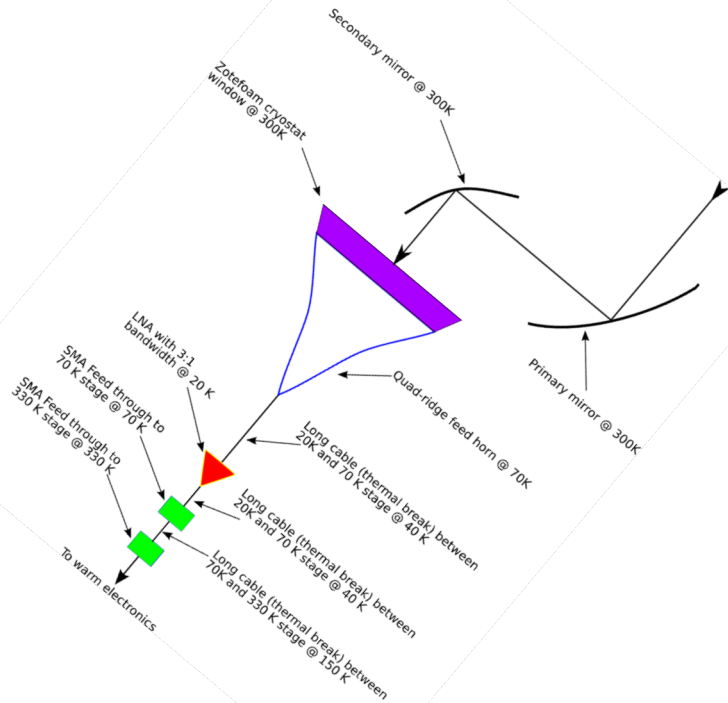 Secondary mirror @ 300K
Zotefoam cryostat
window @ 300K
LNA with 3:1
bandwidth @ 20 K
SMA Feed through to
70 K stage @ 70 K
SMA Feed through to
330 K stage @ 330 K
Primary mirror @ 300K
Quad-ridge feed horn @ 70K
Long cable (thermal break) between
20K and 70 K stage @ 40 K
Long cable (thermal break) between
20K and 70 K stage @ 40 K
Long cable (thermal break) between
70K and 330 K stage @ 150 K
To warm electronics